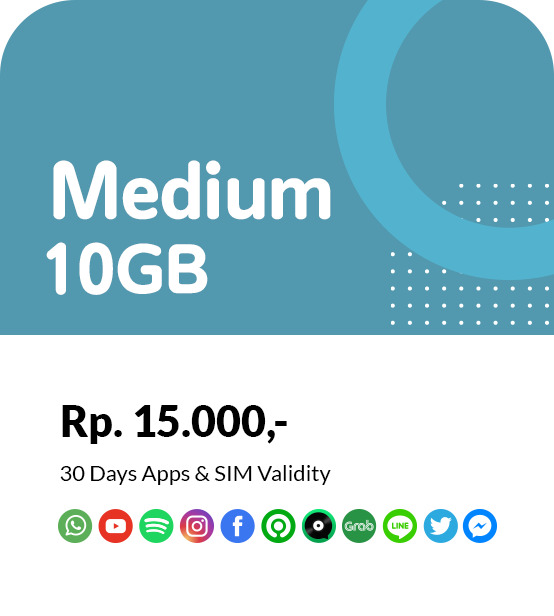 Medium
10GB
Rp. 15.000,-
30 Days Apps & SIM Validity
Grab LINE